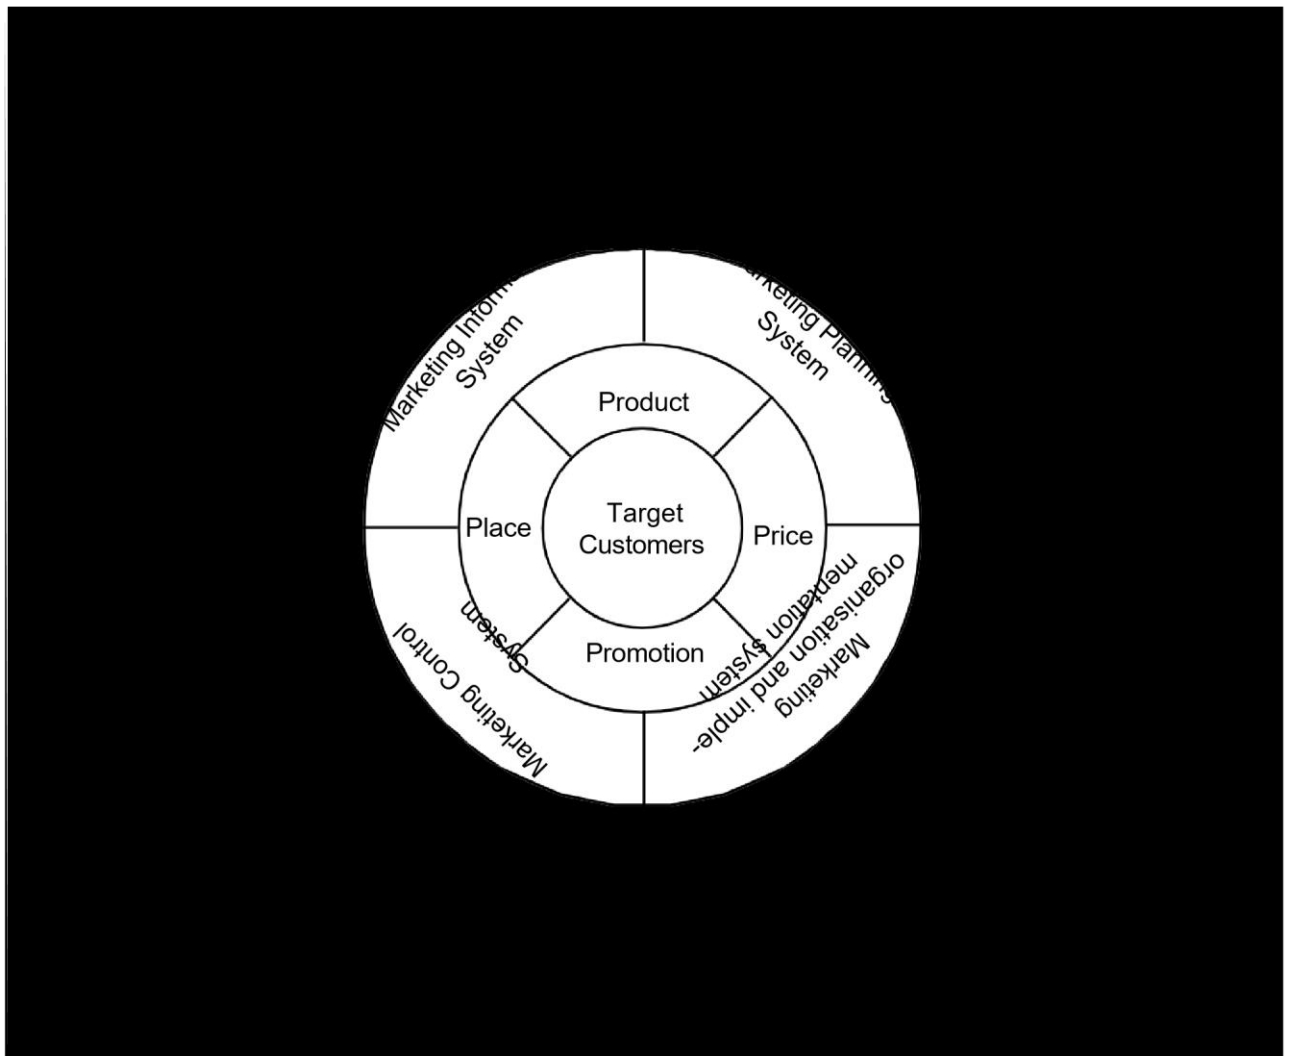 Marketing Inform
System
rketing Planning
System
Product
Place
Target
Customers
Price
Promotion
Marketing Control
System
Marketing
organisation and imple-
mentation system